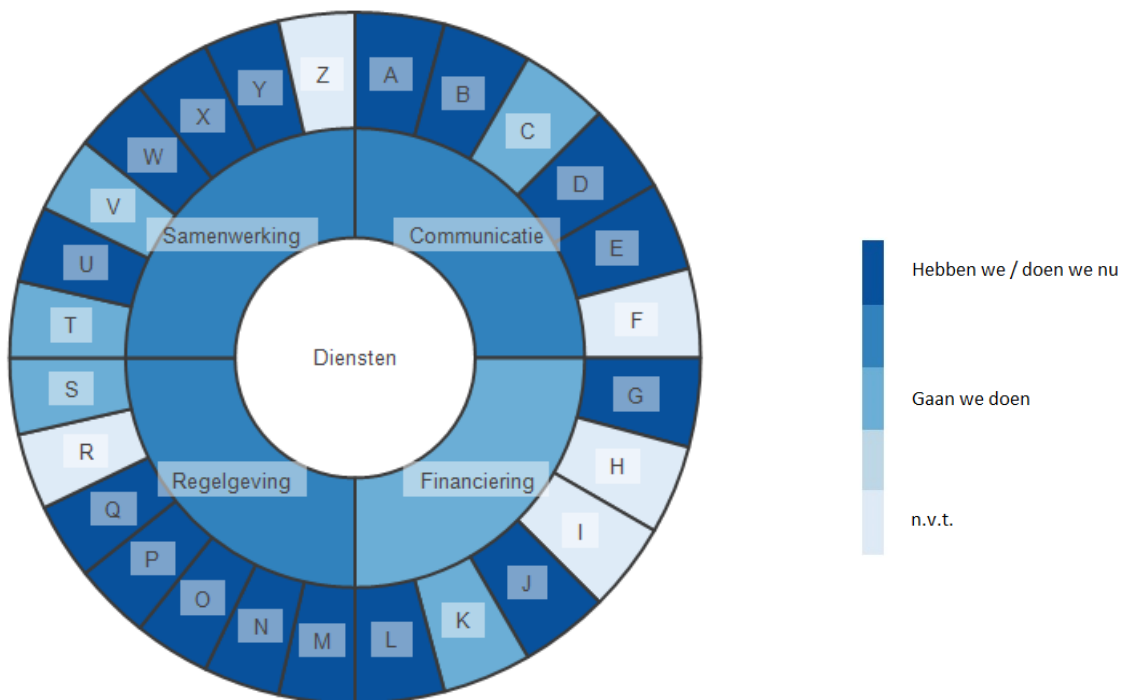 Z
A
Y
B
X
C
W
D
V
Samenwerking
Communicatie
E
U
F
T
Diensten
S
G
R
H
Regelgeving
Financiering
Q
I
P
J
O
K
N
M
L
Hebben we / doen we nu
Gaan we doen
n.v.t.